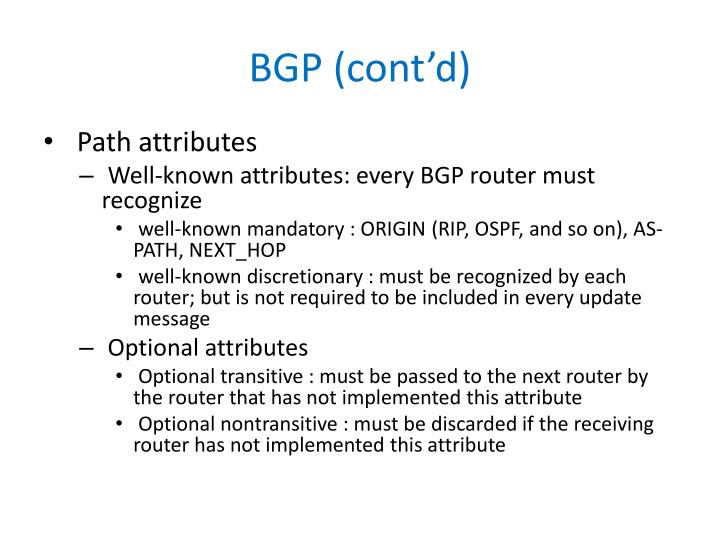 BGP (cont’d)
• Path attributes
– Well-known attributes: every BGP router must
recognize
• well-known mandatory : ORIGIN (RIP, OSPF, and so on), AS-
PATH, NEXT_HOP
• well-known discretionary : must be recognized by each
router; but is not required to be included in every update
message
– Optional attributes
• Optional transitive : must be passed to the next router by
the router that has not implemented this attribute
• Optional nontransitive : must be discarded if the receiving
router has not implemented this attribute